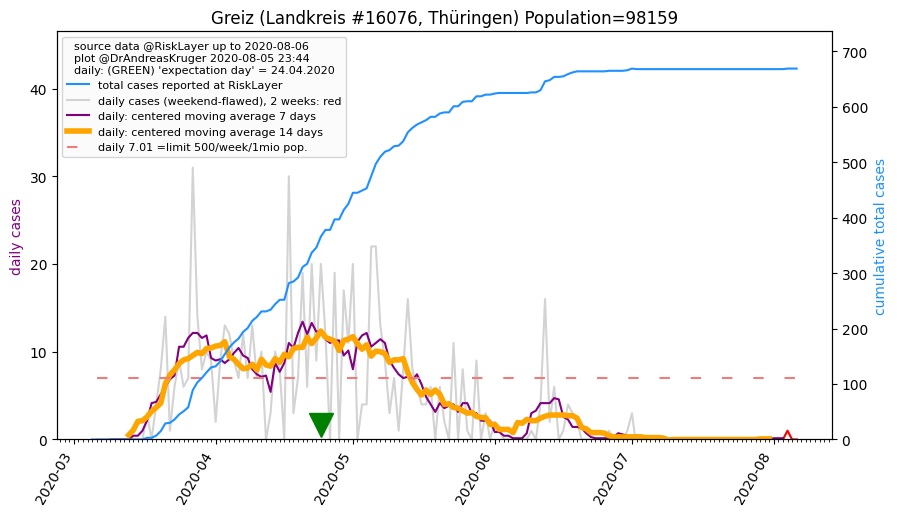 Greiz (Landkreis #16076, Thüringen) Population=98159
source data @RiskLayer up to 2020-08-06
plot @DrAndreasKruger 2020-08-05 23:44
daily: (GREEN) 'expectation day' = 24.04.2020
total cases reported at RiskLayer
daily cases (weekend-flawed), 2 weeks: red
daily: centered moving average 7 days
daily: centered moving average 14 days
daily 7.01 =limit 500/week/1mio pop.
daily cases
40
30
20
10
0
700
600
500
400
300
200
100
0
cumulative total cases
2020-03
2020-04
2020-05
2020-06
2020-07
2020-08